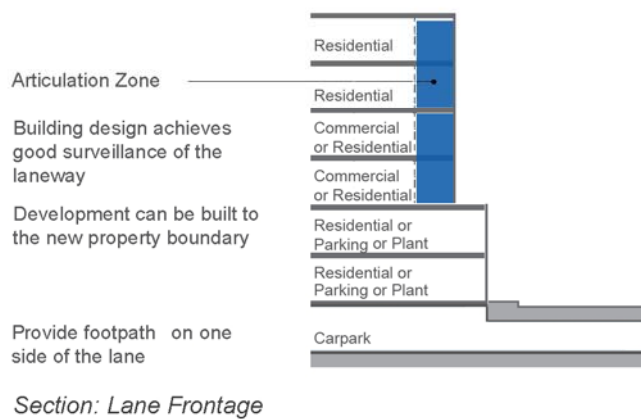 Residential
Articulation Zone
Residential
Building design achieves
good surveillance of the
laneway
Commercial
or Residential
Commercial
or Residential
Development can be built to
the new property boundary
Residential or
Parking or Plant
Residential or
Parking or Plant
Provide footpath on one
side of the lane
Carpark
Section: Lane Frontage